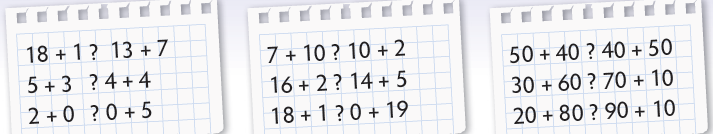 18 + 1 ? 13 + 7
5 + 3 ? 4 + 4
2 + 0 ? 0 + 5
7 + 10 ? 10 + 2
16 + 2 ? 14 + 5
18 + 1 ? 0 + 19
50 + 40 ? 40 + 50
30 + 60 ? 70 + 10
20 + 80 ? 90 + 10